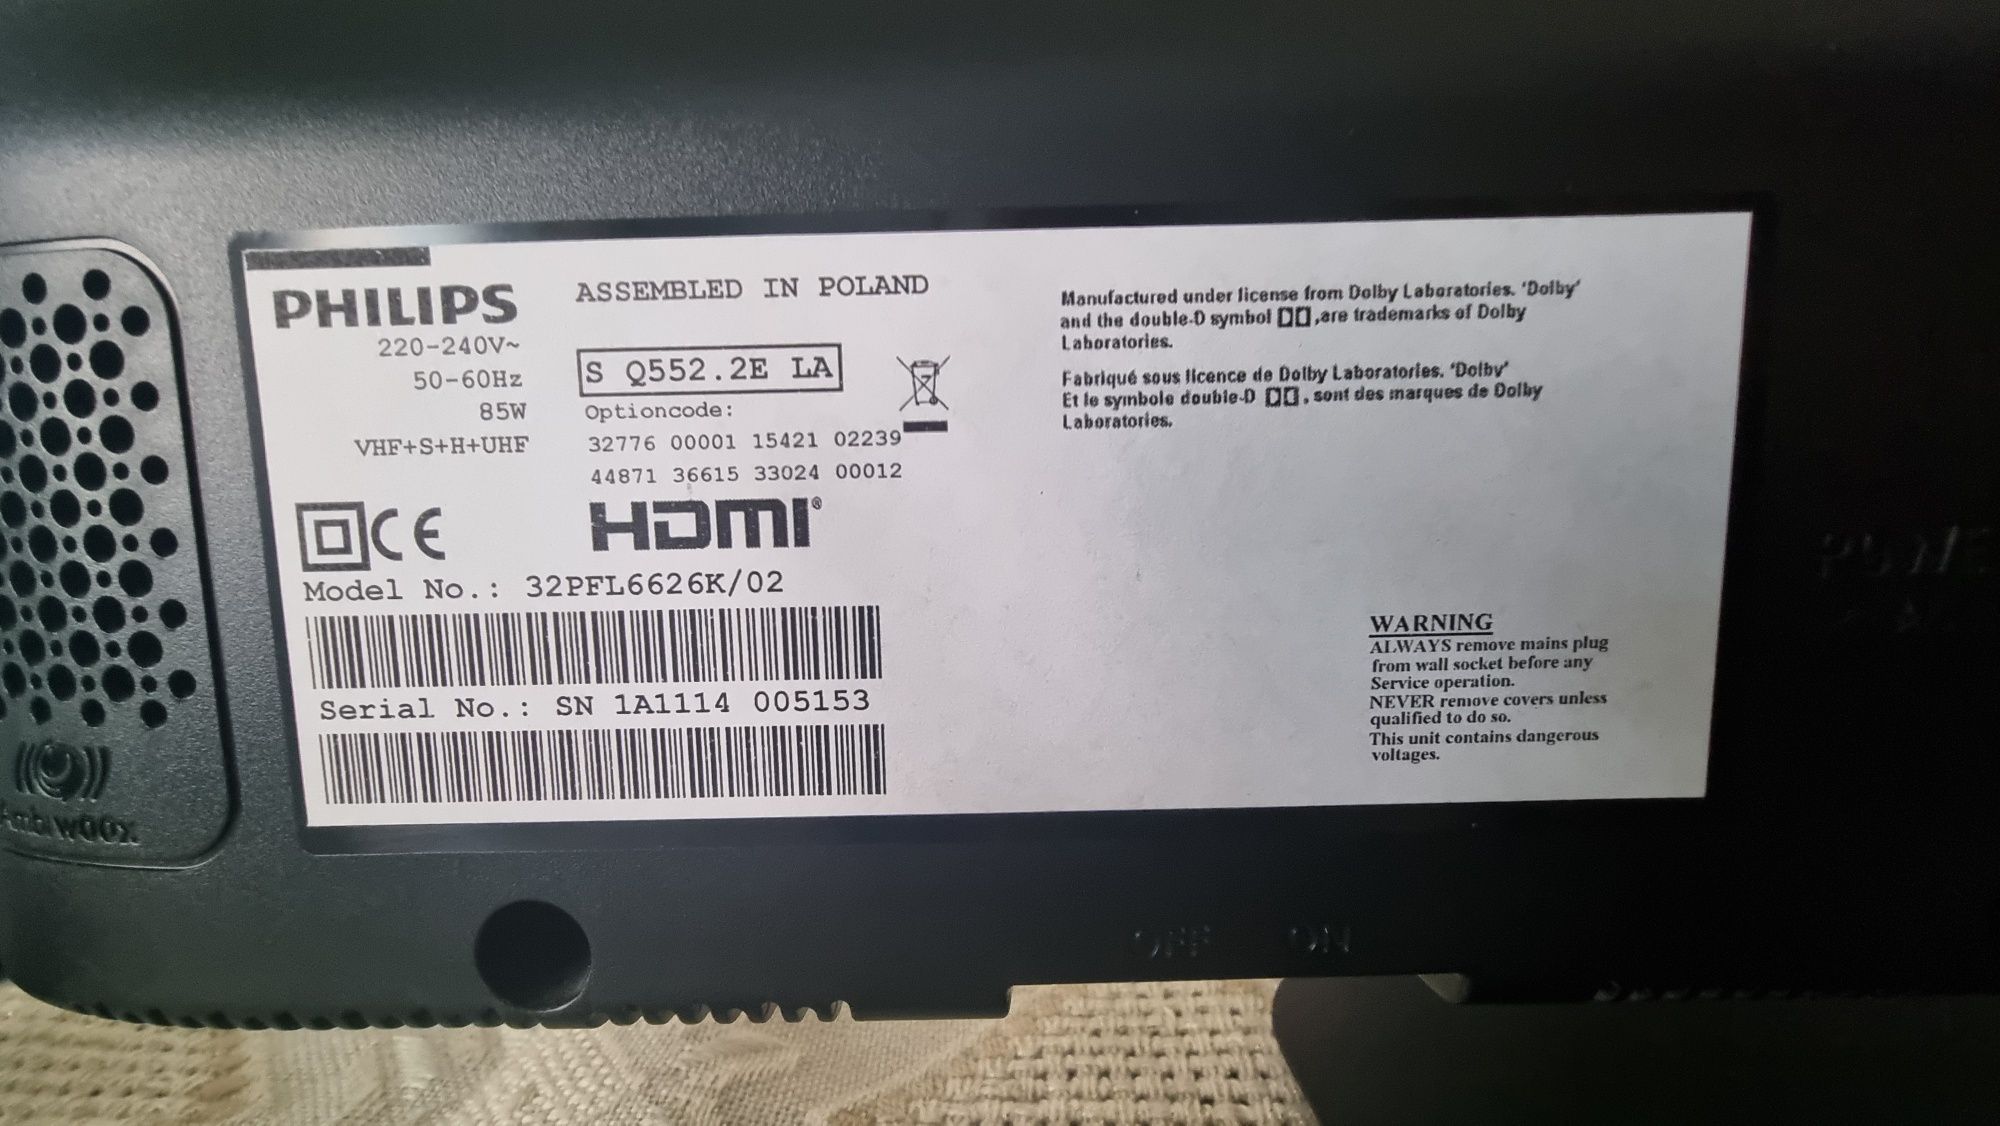 PHILIPS
220-240V~
50-60Hz
85W
VHF+S+H+UHF
CE
ASSEMBLED IN POLAND
S Q552.2E LA
Optioncode:
32776 00001 15421 02239
44871 36615 33024 00012
HDMI®
Model No.: 32PFL6626K/02
Serial No.: SN 1A1114 005153
Manufactured under license from Dolby Laboratories. 'Dolby'
and the double-D symbol ,are trademarks of Dolby
Laboratories.
Fabriqué sous licence de Dolby Laboratories. 'Dolby'
Et le symbole double-D , sont des marques de Dolby
Laboratories.
WARNING
ALWAYS remove mains plug
from wall socket before any
Service operation.
NEVER remove covers unless
qualified to do so.
This unit contains dangerous
voltages.
OFF ON